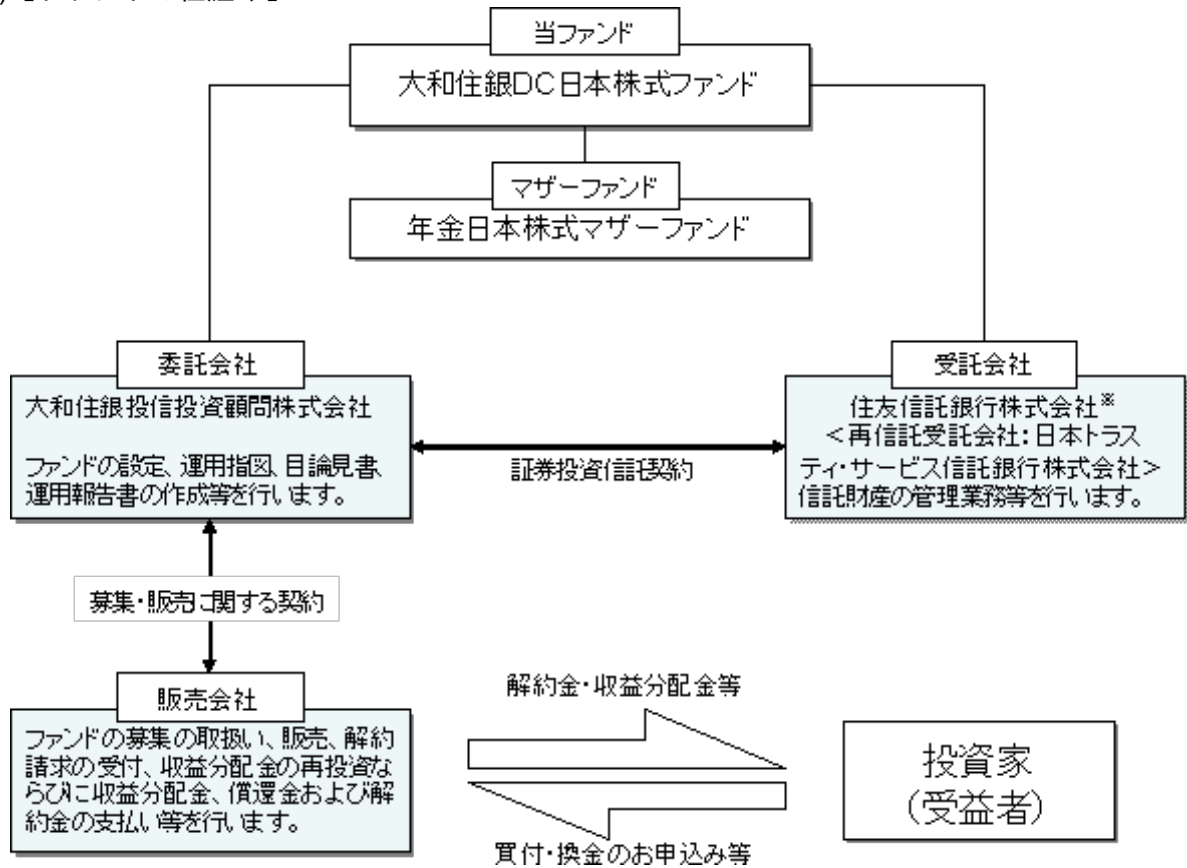 当ファンド
大和住銀DC日本株式ファンド
マザーファンド
年金日本株式マザーファンド
委託会社
大和住銀投信投資顧問株式会社
ファンドの設定、運用指図、目論見書、
運用報告書の作成等を行います。
証券投資信託契約
受託会社
住友信託銀行株式会社※
＜再信託受託会社：日本トラス
ティ・サービス信託銀行株式会社＞
信託財産の管理業務等を行います。
募集・販売に関する契約
販売会社
ファンドの募集の取扱い、販売、解約
請求の受付、収益分配金の再投資な
らびに収益分配金、償還金および解
約金の支払い等を行います。
解約金・収益分配金等
買付・換金のお申込み等
投資家
（受益者）